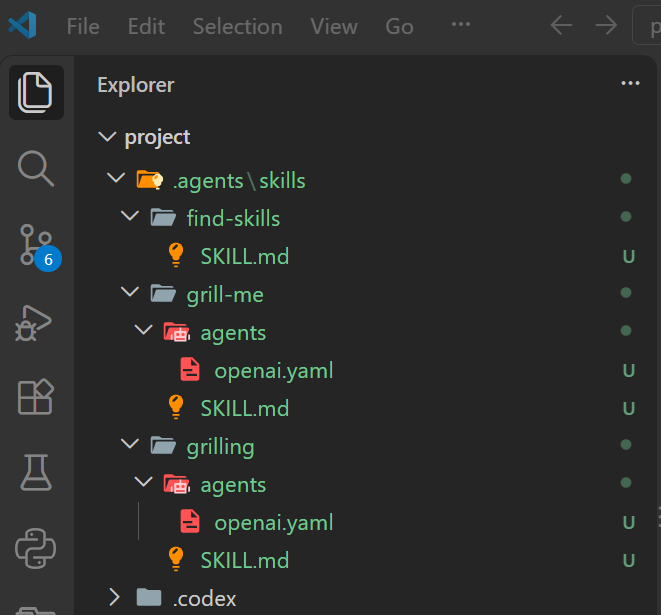 File Edit Selection View Go ···
Explorer ···
project
.agents\skills
find-skills
SKILL.md U
grill-me
agents
openai.yaml U
SKILL.md U
6
grilling
agents
openai.yaml U
SKILL.md U
.codex